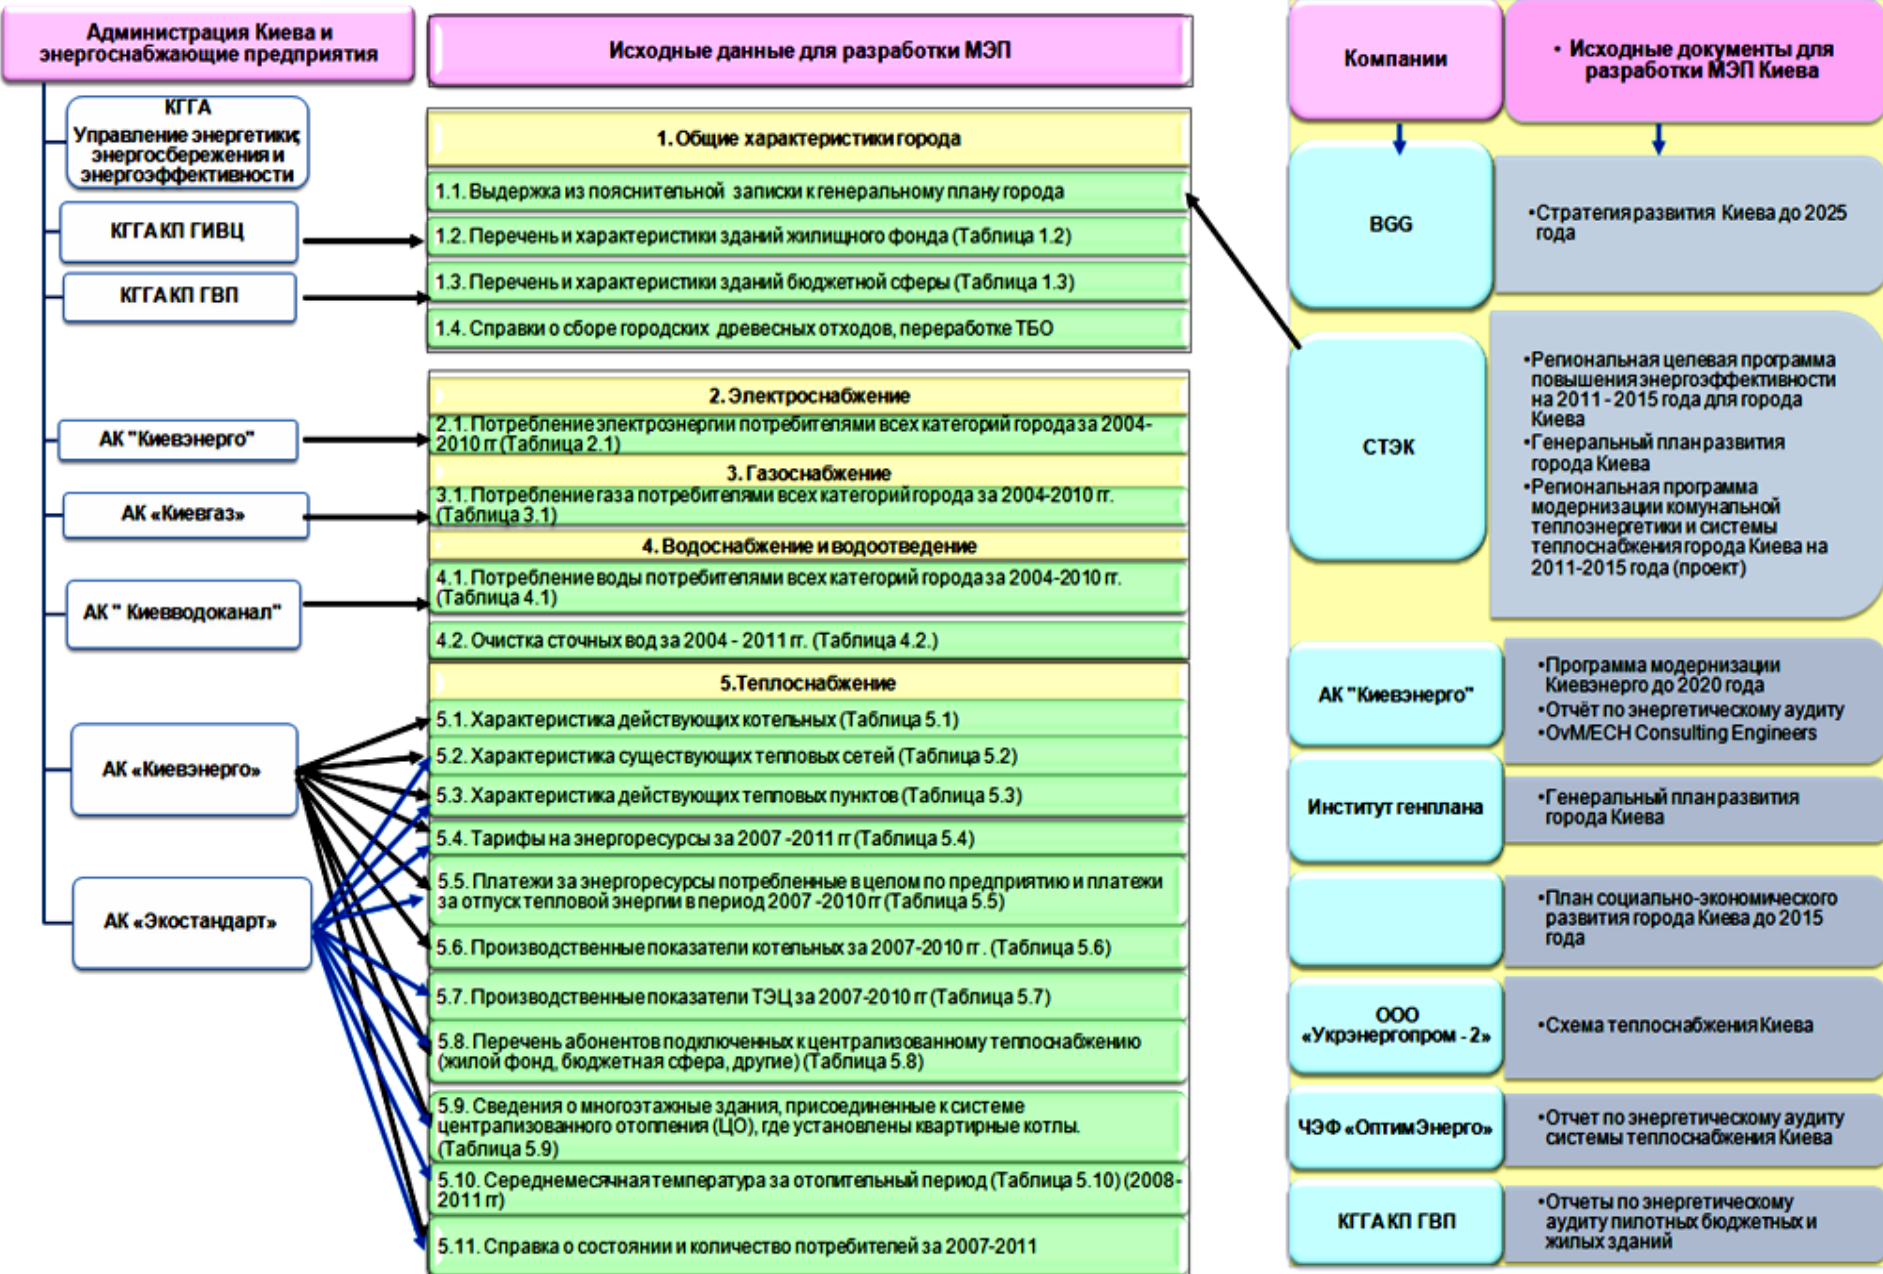 Администрация Киева и
энергоснабжающие предприятия
КГГА
Управление энергетики,
энергосбережения и
энергоэффективности
КГГА КП ГИВЦ
КГГА КП ГВП
АК "Киевэнерго"
АК «Киевгаз»
АК " Киевводоканал"
АК «Киевэнерго»
АК «Экостандарт»
Исходные данные для разработки МЭП
1. Общие характеристики города
1.1. Выдержка из пояснительной записки к генеральному плану города
1.2. Перечень и характеристики зданий жилищного фонда (Таблица 1.2)
1.3. Перечень и характеристики зданий бюджетной сферы (Таблица 1.3)
1.4. Справки о сборе городских древесных отходов, переработке ТБО
2. Электроснабжение
2.1. Потребление электроэнергии потребителями всех категорий города за 2004-
2010 гг (Таблица 2.1)
3. Газоснабжение
3.1. Потребление газа потребителями всех категорий города за 2004-2010 гг.
(Таблица 3.1)
4. Водоснабжение и водоотведение
4.1. Потребление воды потребителями всех категорий города за 2004-2010 гг.
(Таблица 4.1)
4.2. Очистка сточных вод за 2004 - 2011 гг. (Таблица 4.2.)
5.Теплоснабжение
5.1. Характеристика действующих котельных (Таблица 5.1)
5.2. Характеристика существующих тепловых сетей (Таблица 5.2)
5.3. Характеристика действующих тепловых пунктов (Таблица 5.3)
5.4. Тарифы на энергоресурсы за 2007 -2011 гг (Таблица 5.4)
5.5. Платежи за энергоресурсы потребленные в целом по предприятию и платежи
за отпуск тепловой энергии в период 2007 -2010 гг (Таблица 5.5)
5.6. Производственные показатели котельных за 2007-2010 гг . (Таблица 5.6)
5.7. Производственные показатели ТЭЦ за 2007-2010 гг (Таблица 5.7)
5.8. Перечень абонентов подключенных к централизованному теплоснабжению
(жилой фонд, бюджетная сфера, другие) (Таблица 5.8)
5.9. Сведения о многоэтажные здания, присоединенные к системе
централизованного отопления (ЦО), где установлены квартирные котлы.
(Таблица 5.9)
5.10. Середнемесячная температура за отопительный период (Таблица 5.10) (2008-
2011 гг)
5.11. Справка о состоянии и количество потребителей за 2007-2011
Компании
• Исходные документы для
разработки МЭП Киева
BGG
•Стратегия развития Киева до 2025
года
СТЭК
•Региональная целевая программа
повышения энергоэффективности
на 2011 - 2015 года для города
Киева
•Генеральный план развития
города Киева
•Региональная программа
модернизации комунальной
теплоэнергетики и системы
теплоснабжения города Киева на
2011-2015 года (проект)
АК "Киевэнерго"
•Программа модернизации
Киевэнерго до 2020 года
•Отчёт по энергетическому аудиту
•OvM/ECH Consulting Engineers
Институт генплана
•Генеральный план развития
города Киева
•План социально-экономического
развития города Киева до 2015
года
ООО
«Укрэнергопром - 2»
•Схема теплоснабжения Киева
ЧЭФ «ОптимЭнерго»
•Отчет по энергетическому аудиту
системы теплоснабжения Киева
КГГА КП ГВП
•Отчеты по энергетическому
аудиту пилотных бюджетных и
жилых зданий